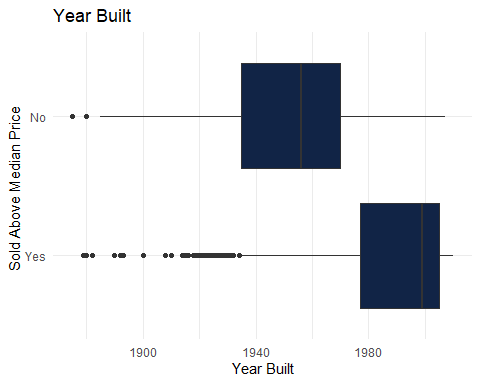 Year Built
Sold Above Median Price
No
Yes
1900 1940 1980
Year Built